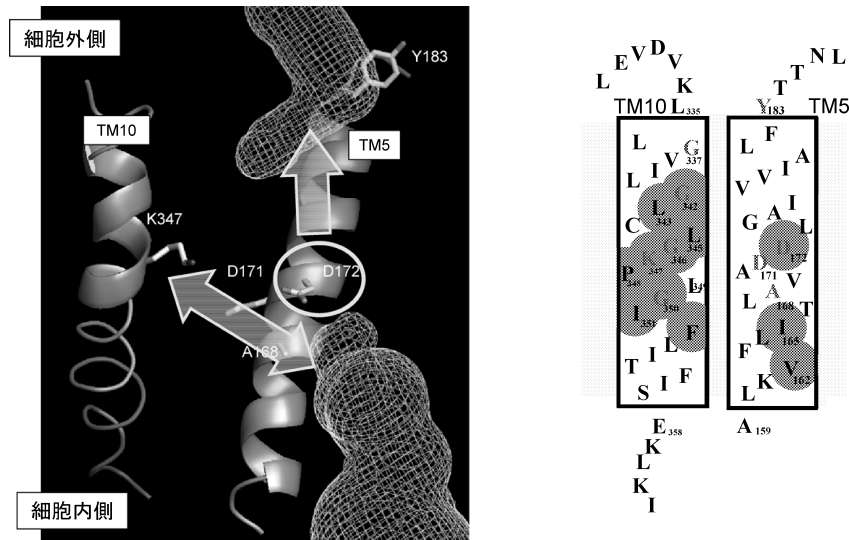 細胞外側
Y183
TM10
TM5
K347
D171 D172
A168
細胞内側
L E V D V K
TM10 L335
L G337
I V
L G342
L343
C L345
K347 G346
P348 L349
G350
I351 F
I L
T I F
S
E358
K
L
K
I
T T N L
Y183 TM5
F
L A
V V I
I
G A L
D172
D171
A V
A168
L T
L I165
F
V162
L K
A159